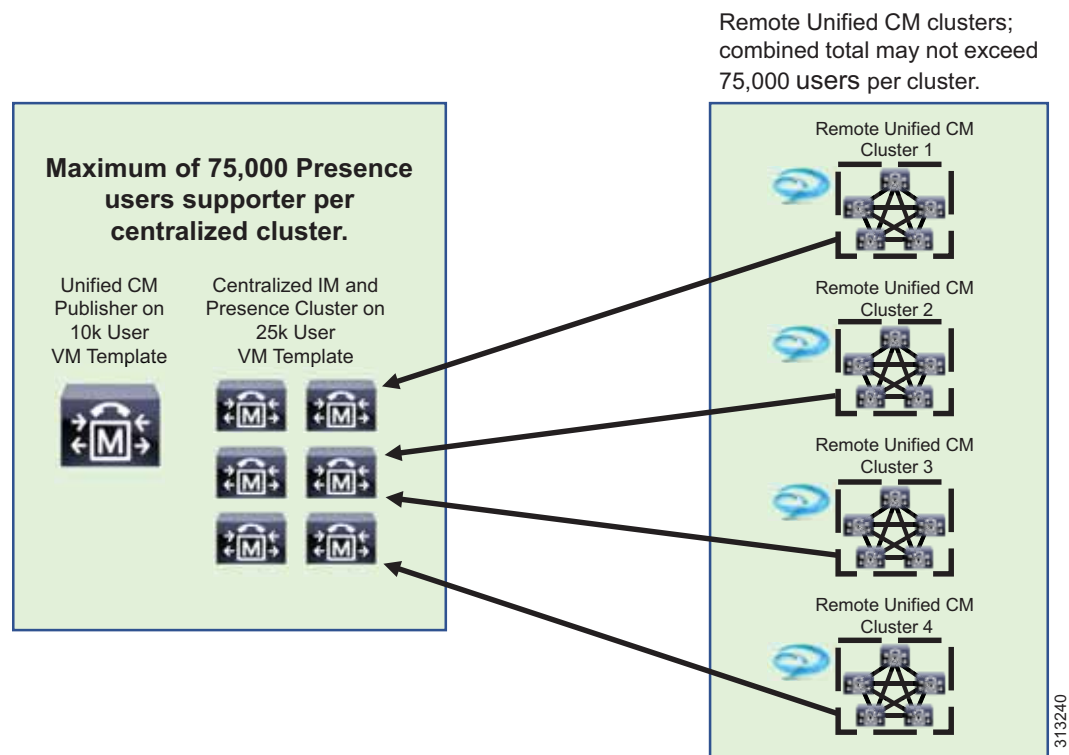 Remote Unified CM clusters;
combined total may not exceed
75,000 users per cluster.
Maximum of 75,000 Presence
users supporter per
centralized cluster.
Unified CM
Publisher on
10k User
VM Template
Centralized IM and
Presence Cluster on
25k User
VM Template
M
M
M
M
M
M
M
Remote Unified CM
Cluster 1
Remote Unified CM
Cluster 2
Remote Unified CM
Cluster 3
Remote Unified CM
Cluster 4
313240